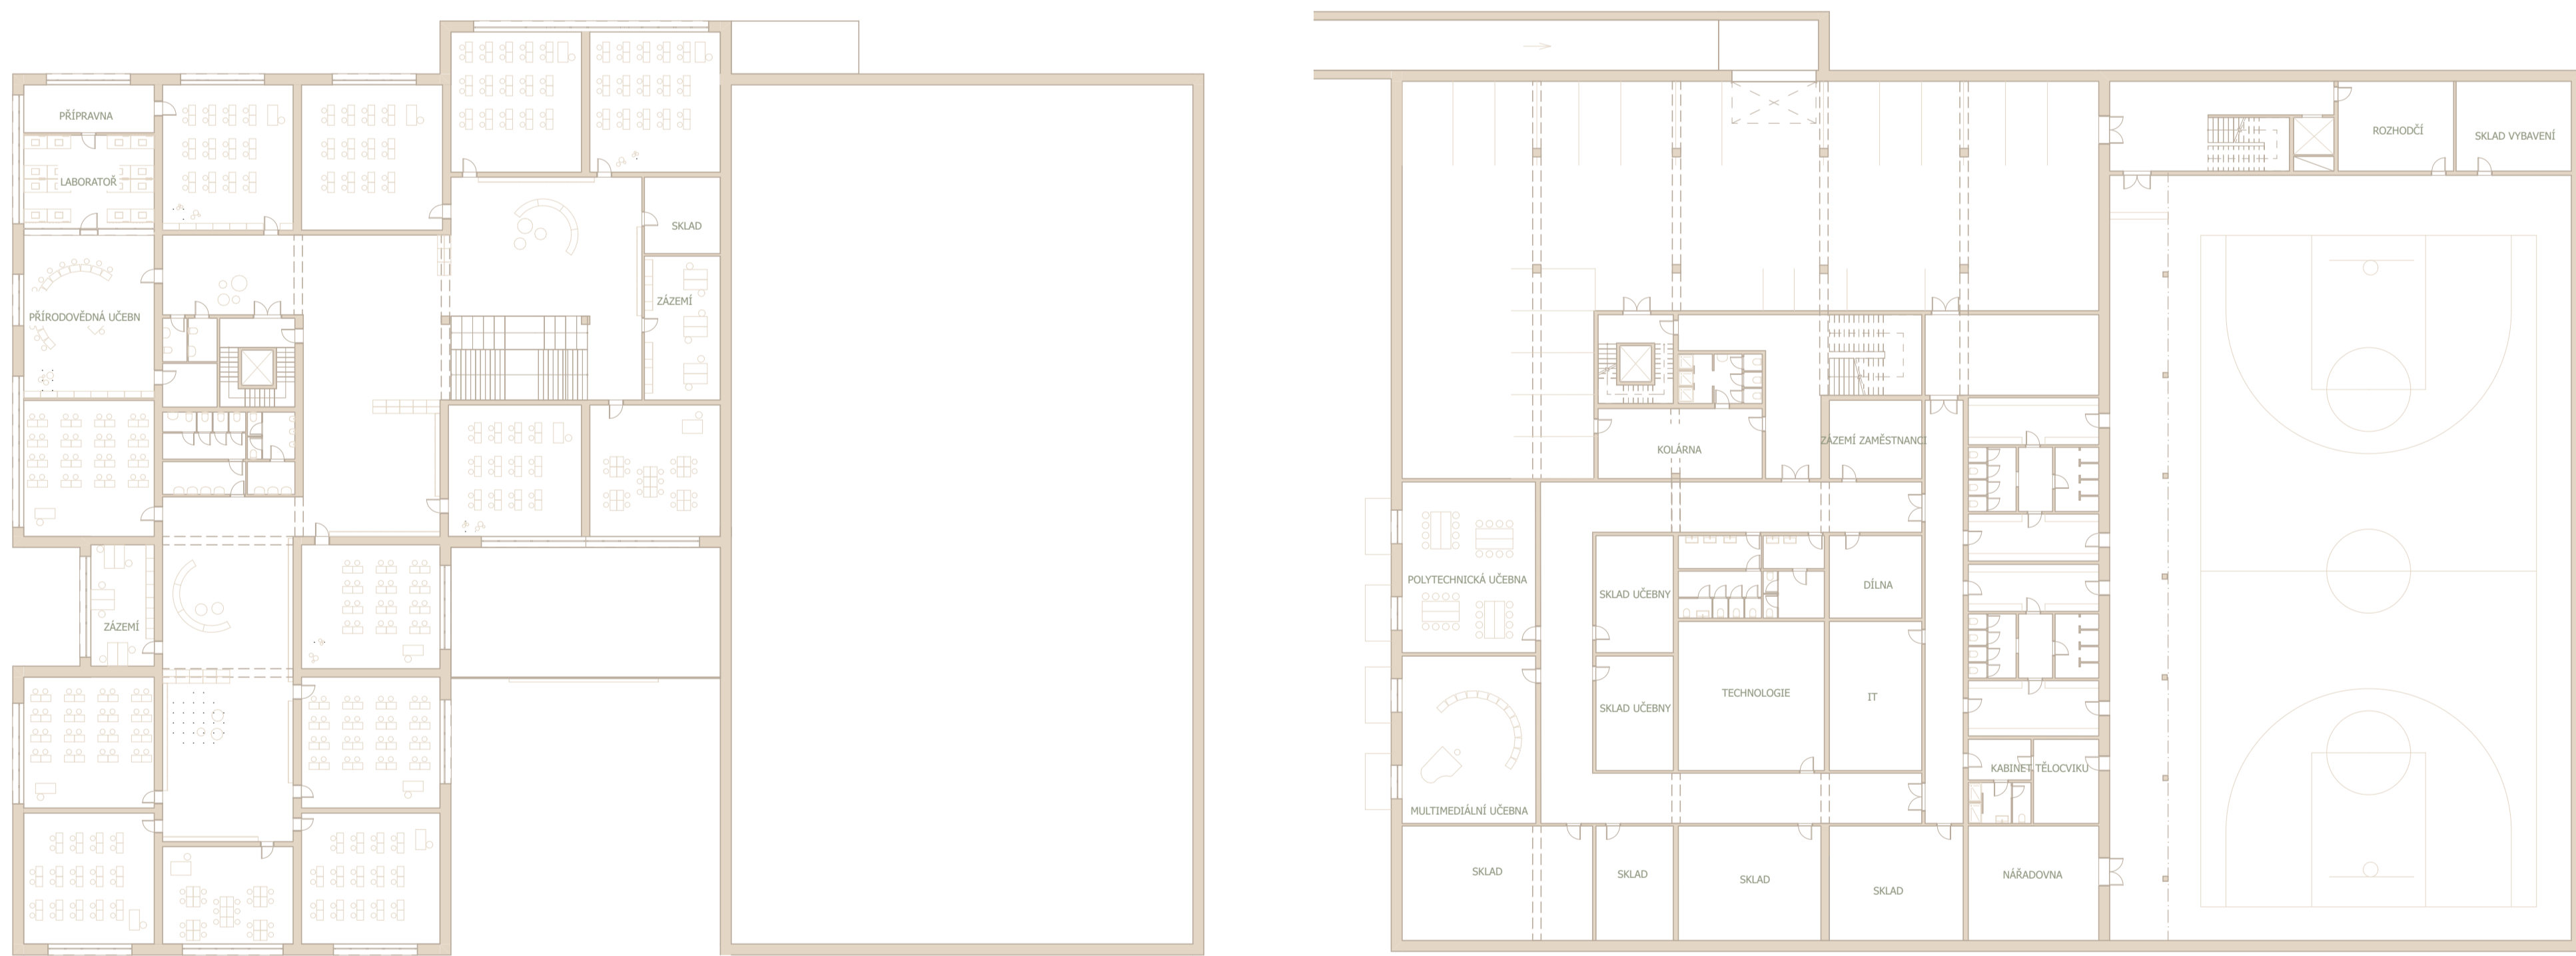 PŘÍPRAVNA
LABORATOŘ
SKLAD
ZÁZEMÍ
PŘÍRODOVĚDNÁ UČEBN
ZÁZEMÍ
ROZHODČÍ
SKLAD VYBAVENÍ
ZÁZEMÍ ZAMĚSTNANCI
KOLÁRNA
POLYTECHNICKÁ UČEBNA
SKLAD UČEBNY
DÍLNA
TECHNOLOGIE
IT
SKLAD UČEBNY
KABINET TĚLOCVIKU
MULTIMEDIÁLNÍ UČEBNA
SKLAD
SKLAD
SKLAD
SKLAD
NÁŘADOVNA